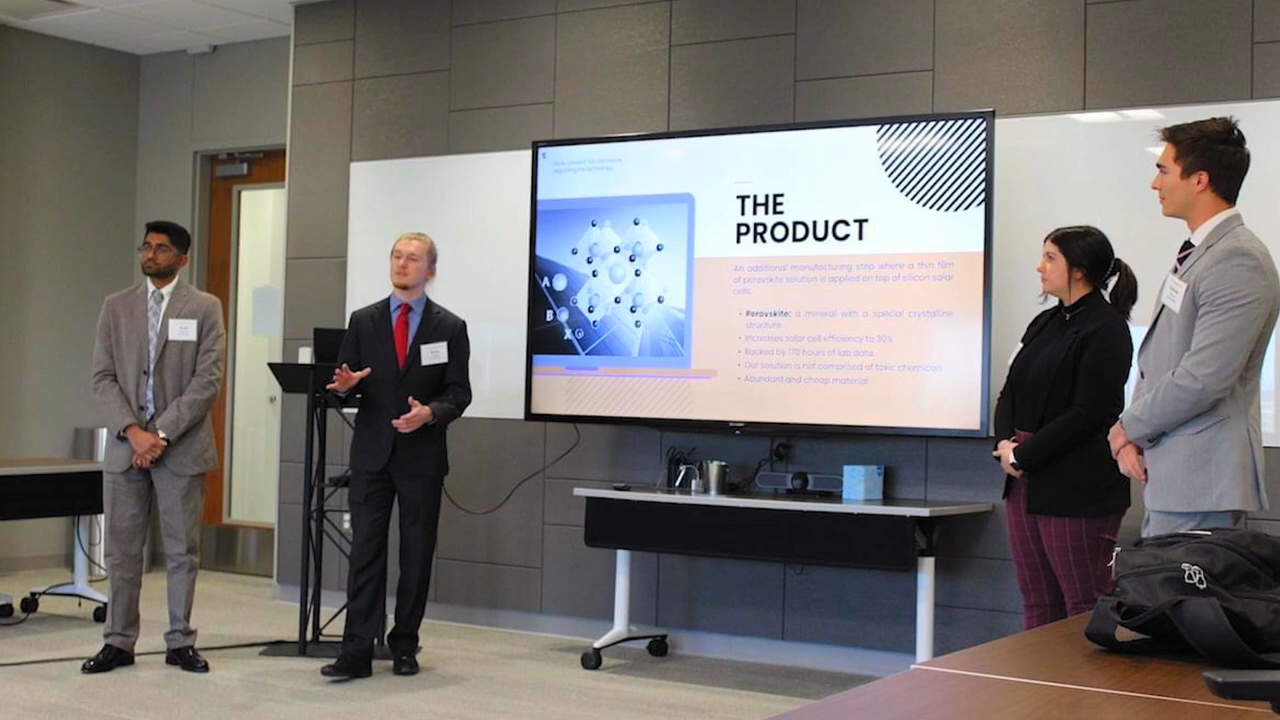 THE
PRODUCT
An additional manufacturing step where a thin film
of perovskite solution is applied on top of silicon solar
cells.
• Perovskite: a mineral with a special crystalline
structure
• Increases solar cell efficiency to 30%
• Backed by 170 hours of lab data
• Our solution is not comprised of toxic chemicals
• Abundant and cheap material
A
B
X